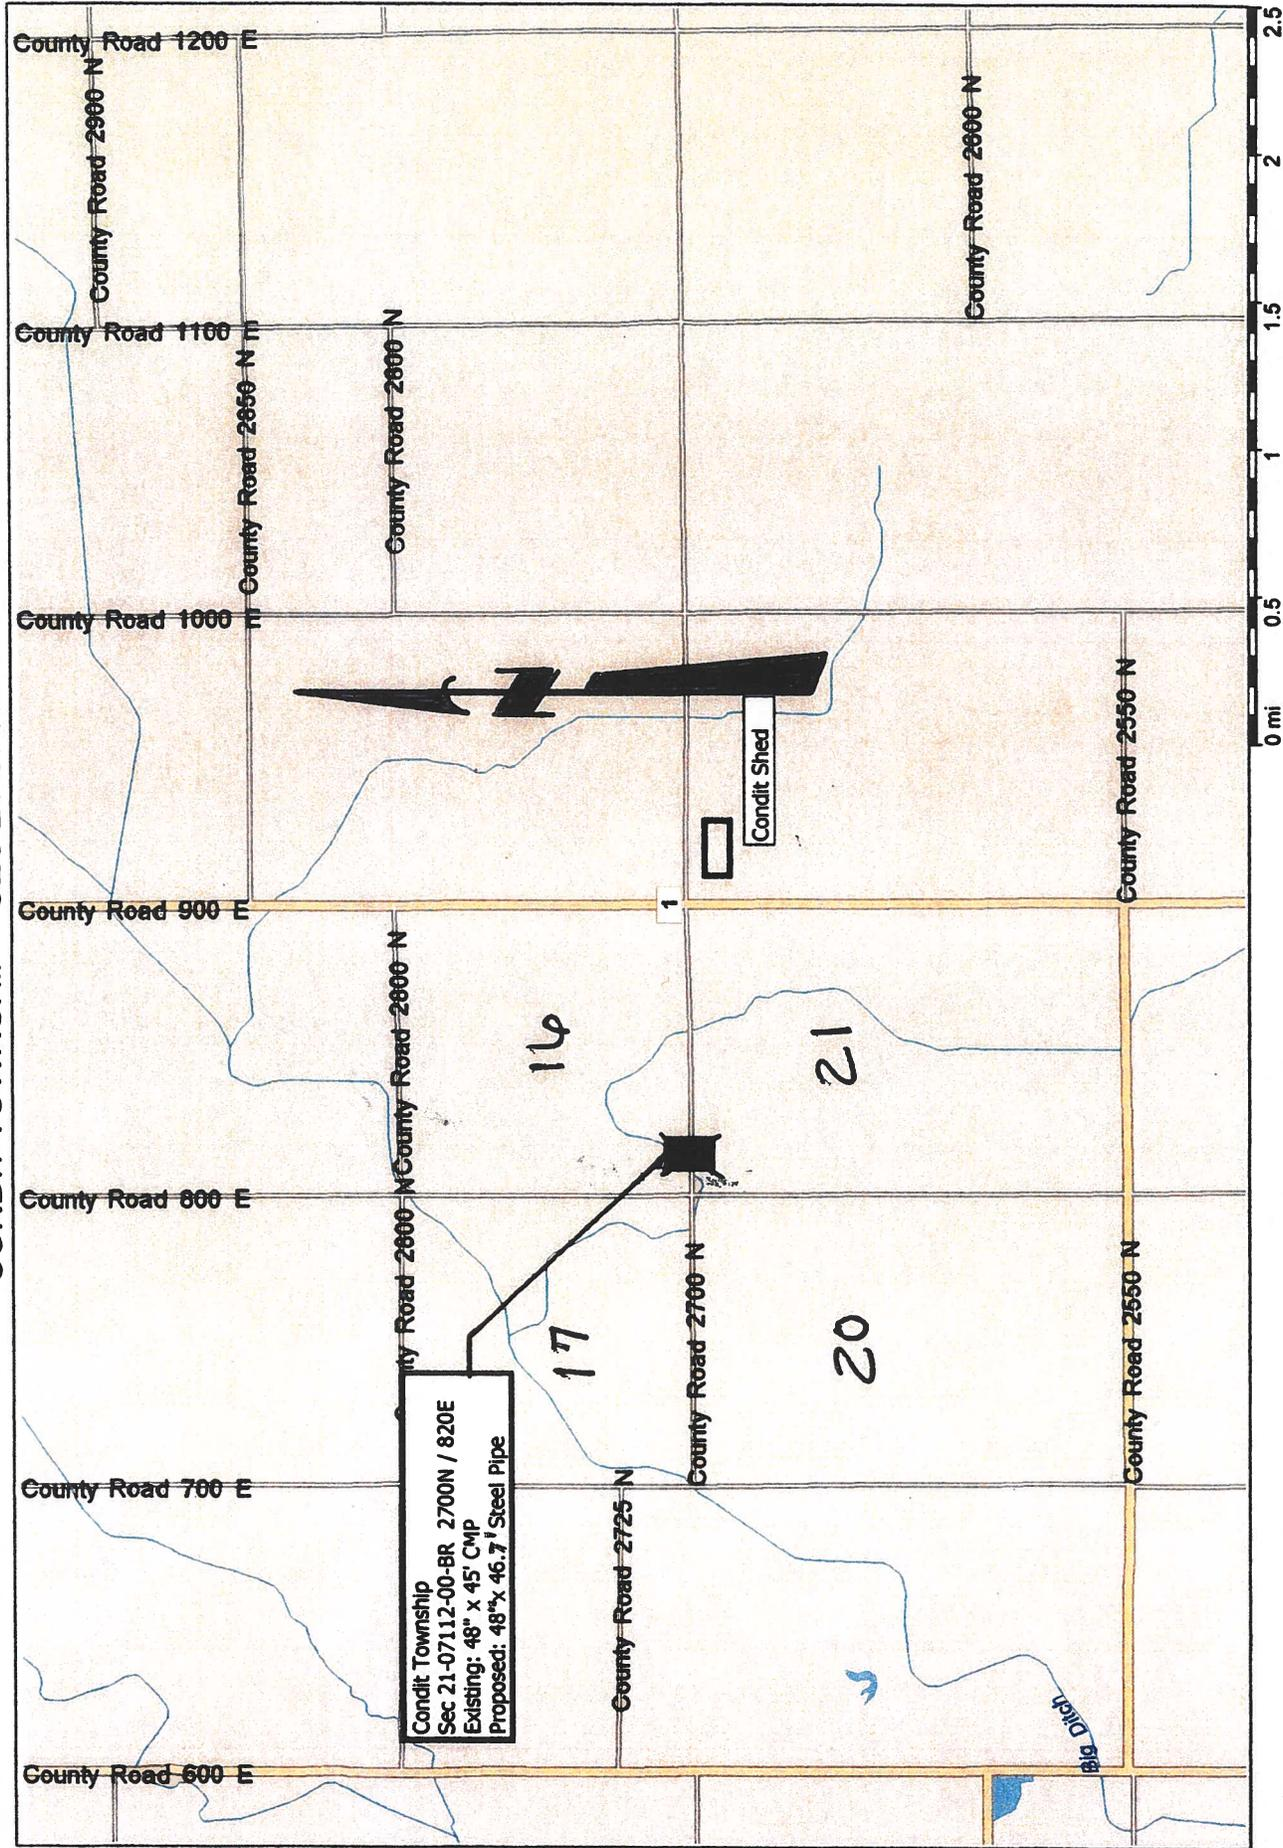 County Road 1200 E
County Road 2900 N
County Road 2600 N
County Road 1100 E
County Road 2850 N
County Road 2800 N
County Road 1000 E
N
Condit Shed
County Road 2550 N
County Road 900 E
1
County Road 2800 N
16
21
County Road 800 E
ty Road 2800 N
17
20
County Road 2700 N
County Road 2550 N
Condit Township
Sec 21-07112-00-BR 2700N / 820E
Existing: 48" x 45' CMP
Proposed: 48" x 46.7' Steel Pipe
County Road 700 E
County Road 2725 N
Big Ditch
County Road 600 E
0 mi
0.5
1
1.5
2
2.5